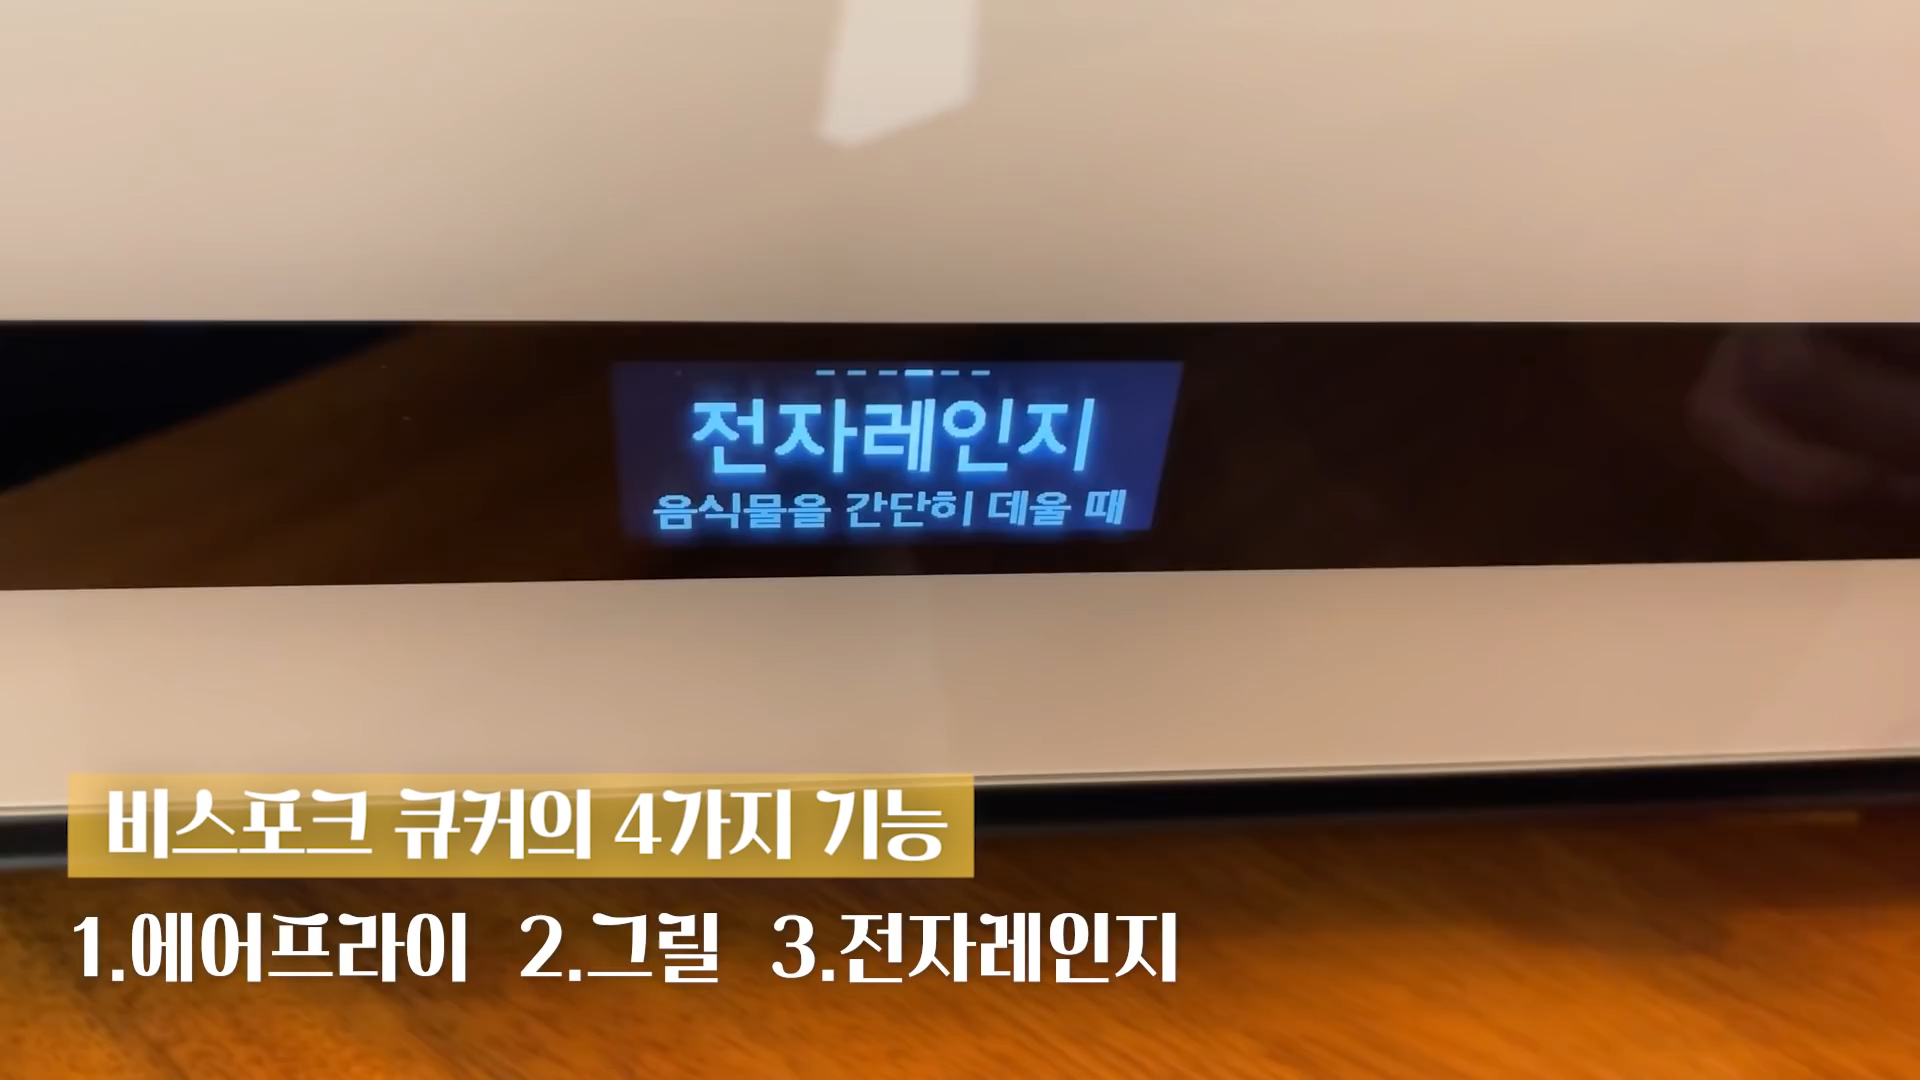 전자레인지
음식물을 간단히 데울 때
비스포크 큐커의 4가지 기능
1.에어프라이 2.그릴 3.전자레인지